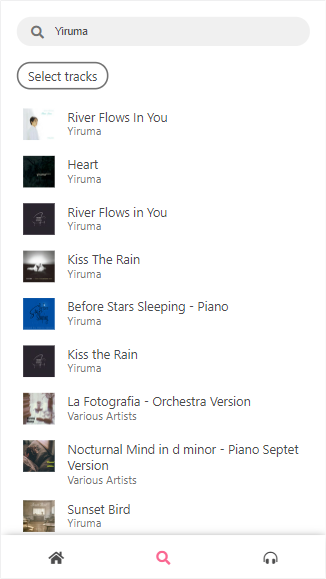 Yiruma
Select tracks
River Flows In You
Yiruma
Heart
Yiruma
River Flows in You
Yiruma
Kiss The Rain
Yiruma
Before Stars Sleeping - Piano
Yiruma
Kiss the Rain
Yiruma
La Fotografia - Orchestra Version
Various Artists
Nocturnal Mind in d minor - Piano Septet
Version
Various Artists
Sunset Bird
Yiruma